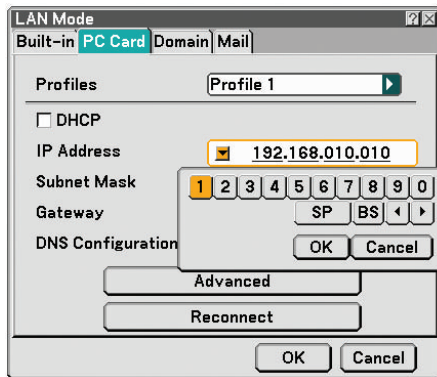 LAN Mode
Built-in PC Card Domain Mail
Profiles Profile 1
DHCP
IP Address 192.168.010.010
Subnet Mask 1 2 3 4 5 6 7 8 9 0
Gateway SP BS
DNS Configuration OK Cancel
Advanced
Reconnect
OK Cancel